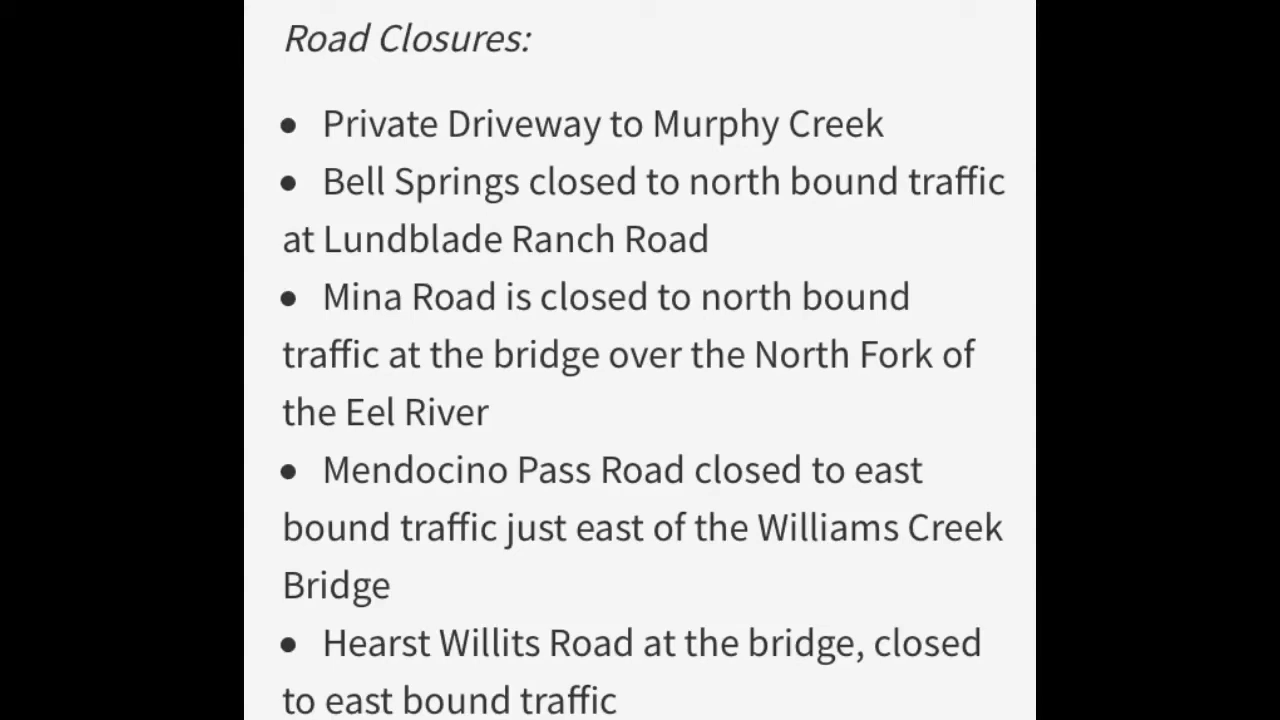 Road Closures:
● Private Driveway to Murphy Creek
● Bell Springs closed to north bound traffic
at Lundblade Ranch Road
● Mina Road is closed to north bound
traffic at the bridge over the North Fork of
the Eel River
● Mendocino Pass Road closed to east
bound traffic just east of the Williams Creek
Bridge
● Hearst Willits Road at the bridge, closed
to east bound traffic